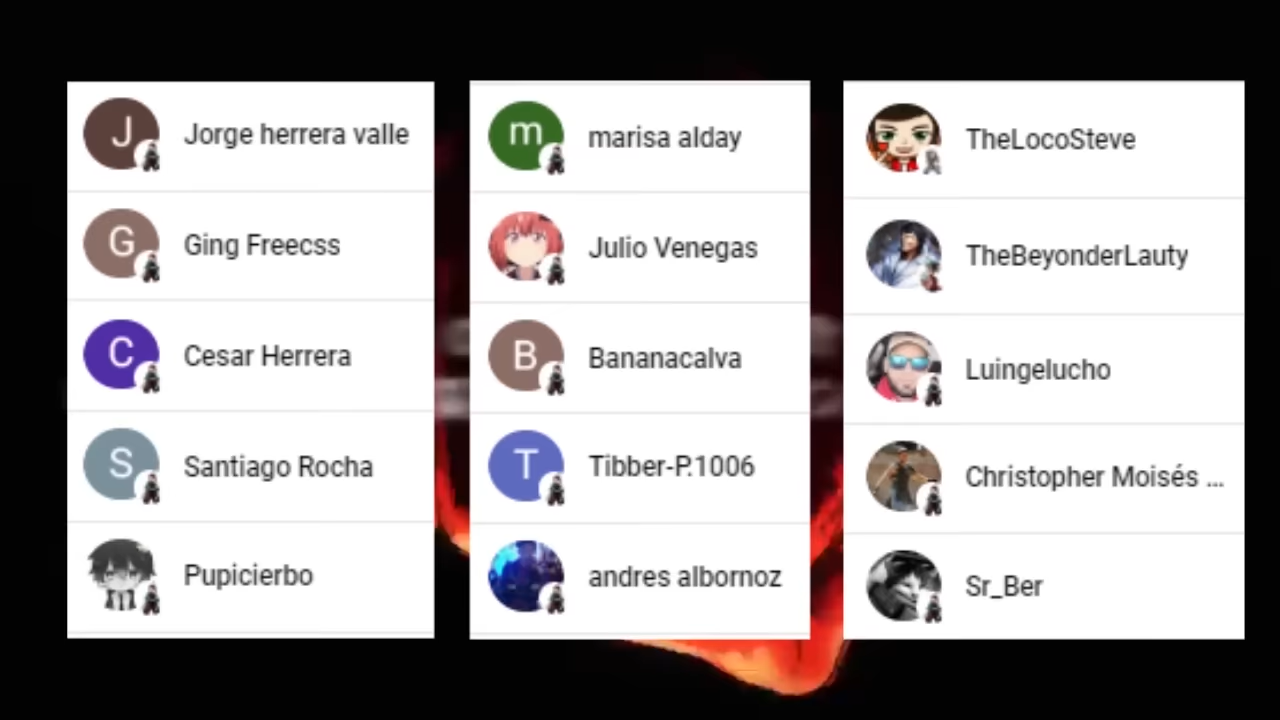 J
Jorge herrera valle
G
Ging Freecss
C
Cesar Herrera
S
Santiago Rocha
Pupicierbo
m
marisa alday
Julio Venegas
B
Bananacalva
T
Tibber-P.1006
andres albornoz
TheLocoSteve
TheBeyonderLauty
Luingelucho
Christopher Moisés ...
Sr_Ber